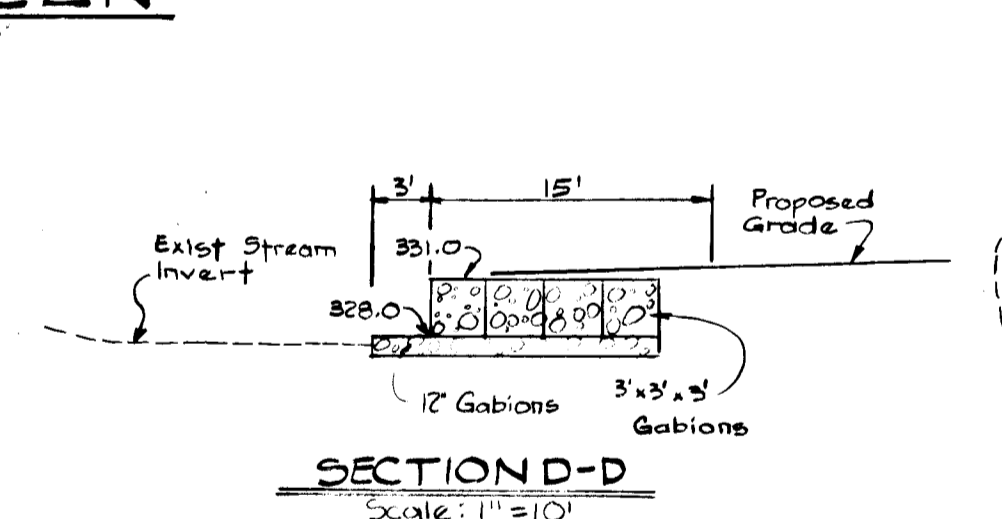 3' 15'
Proposed
Grade
Exist Stream
Invert
331.0
328.0
12" Gabions
3'x3'x3'
Gabions
SECTION D-D
Scale: 1"=10'